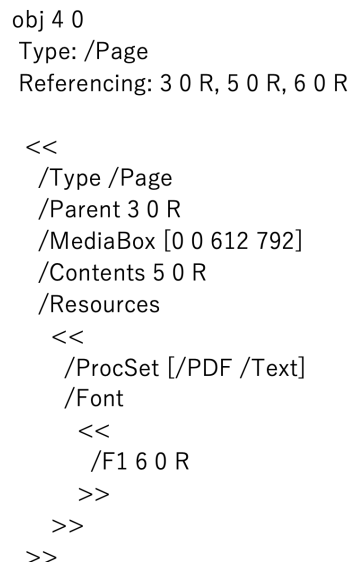 obj 4 0
Type: /Page
Referencing: 3 0 R, 5 0 R, 6 0 R
<<
/Type /Page
/Parent 3 0 R
/MediaBox [0 0 612 792]
/Contents 5 0 R
/Resources
<<
/ProcSet [/PDF /Text]
/Font
<<
/F1 6 0 R
>>
>>
>>